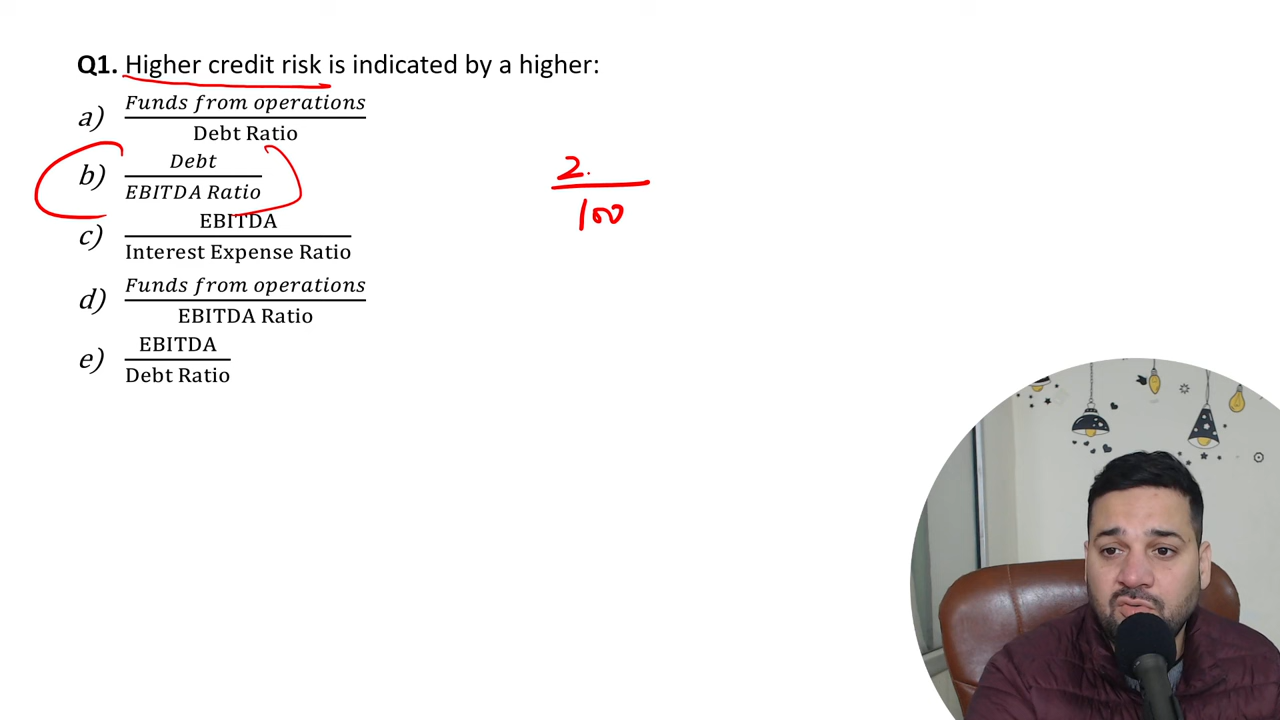 Q1. Higher credit risk is indicated by a higher:
a) Funds from operations
Debt Ratio
b) Debt
EBITDA Ratio
c) EBITDA
Interest Expense Ratio
d) Funds from operations
EBITDA Ratio
e) EBITDA
Debt Ratio
2.
100